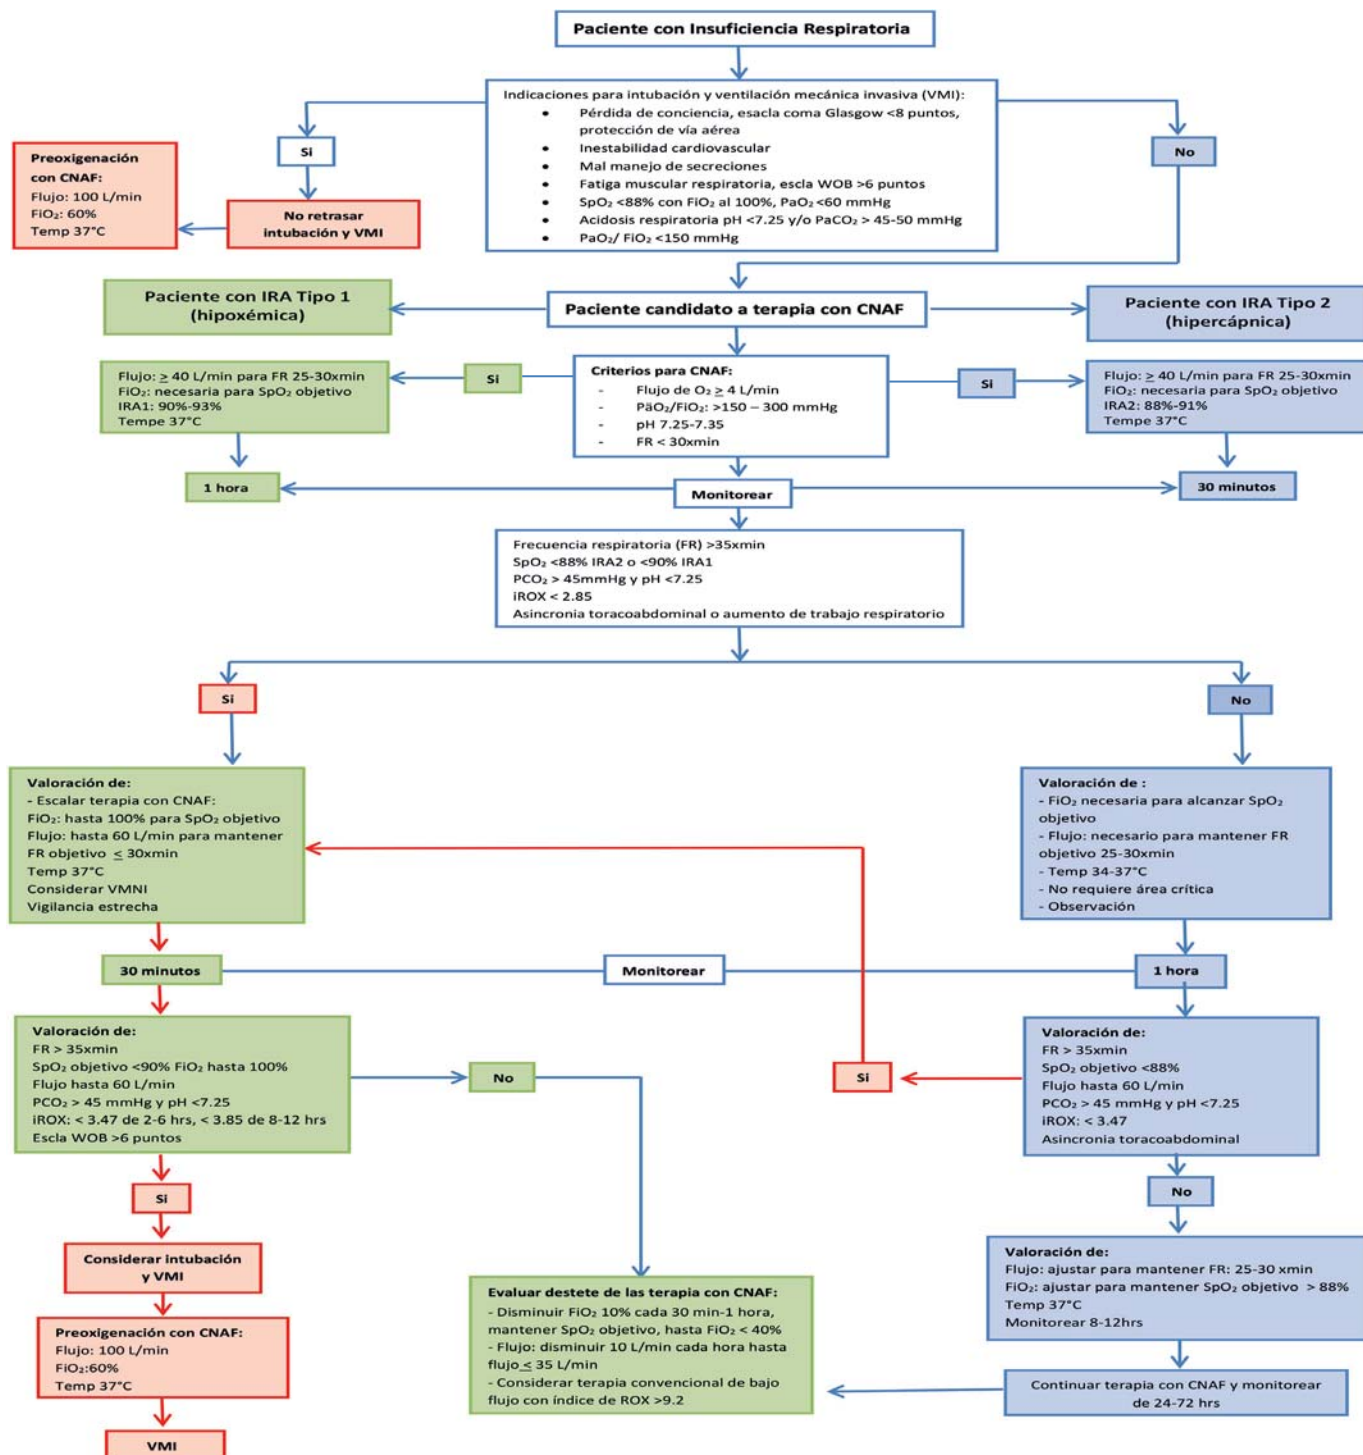 Paciente con Insuficiencia Respiratoria
Indicaciones para intubación y ventilación mecánica invasiva (VMI):
• Pérdida de conciencia, esacla coma Glasgow <8 puntos,
protección de vía aérea
• Inestabilidad cardiovascular
• Mal manejo de secreciones
• Fatiga muscular respiratoria, escla WOB >6 puntos
• SpO₂ <88% con FiO₂ al 100%, PaO₂ <60 mmHg
• Acidosis respiratoria pH <7.25 y/o PaCO₂ > 45-50 mmHg
• PaO₂/ FiO₂ <150 mmHg
Si
No
Preoxigenación
con CNAF:
Flujo: 100 L/min
FiO₂: 60%
Temp 37°C
No retrasar
intubación y VMI
Paciente con IRA Tipo 1
(hipoxémica)
Paciente candidato a terapia con CNAF
Paciente con IRA Tipo 2
(hipercápnica)
Flujo: ≥ 40 L/min para FR 25-30xmin
FiO₂: necesaria para SpO₂ objetivo
IRA1: 90%-93%
Tempe 37°C
Si
Criterios para CNAF:
- Flujo de O₂ ≥ 4 L/min
- PäO₂/FiO₂: >150 – 300 mmHg
- pH 7.25-7.35
- FR < 30xmin
Si
Flujo: ≥ 40 L/min para FR 25-30xmin
FiO₂: necesaria para SpO₂ objetivo
IRA2: 88%-91%
Tempe 37°C
1 hora
Monitorear
30 minutos
Frecuencia respiratoria (FR) >35xmin
SpO₂ <88% IRA2 o <90% IRA1
PCO₂ > 45mmHg y pH <7.25
iROX < 2.85
Asincronia toracoabdominal o aumento de trabajo respiratorio
Si
No
Valoración de:
- Escalar terapia con CNAF:
FiO₂: hasta 100% para SpO₂ objetivo
Flujo: hasta 60 L/min para mantener
FR objetivo ≤ 30xmin
Temp 37°C
Considerar VMNI
Vigilancia estrecha
Valoración de :
- FiO₂ necesaria para alcanzar SpO₂
objetivo
- Flujo: necesario para mantener FR
objetivo 25-30xmin
- Temp 34-37°C
- No requiere área crítica
- Observación
30 minutos
Monitorear
1 hora
Valoración de:
FR > 35xmin
SpO₂ objetivo <90% FiO₂ hasta 100%
Flujo hasta 60 L/min
PCO₂ > 45 mmHg y pH <7.25
iROX: < 3.47 de 2-6 hrs, < 3.85 de 8-12 hrs
Escla WOB >6 puntos
No
Si
Valoración de:
FR > 35xmin
SpO₂ objetivo <88%
Flujo hasta 60 L/min
PCO₂ > 45 mmHg y pH <7.25
iROX: < 3.47
Asincronia toracoabdominal
Si
No
Considerar intubación
y VMI
Valoración de:
Flujo: ajustar para mantener FR: 25-30 xmin
FiO₂: ajustar para mantener SpO₂ objetivo > 88%
Temp 37°C
Monitorear 8-12hrs
Evaluar destete de las terapia con CNAF:
- Disminuir FiO₂ 10% cada 30 min-1 hora,
mantener SpO₂ objetivo, hasta FiO₂ < 40%
- Flujo: disminuir 10 L/min cada hora hasta
flujo ≤ 35 L/min
- Considerar terapia convencional de bajo
flujo con índice de ROX >9.2
Preoxigenación con CNAF:
Flujo: 100 L/min
FiO₂:60%
Temp 37°C
Continuar terapia con CNAF y monitorear
de 24-72 hrs
VMI